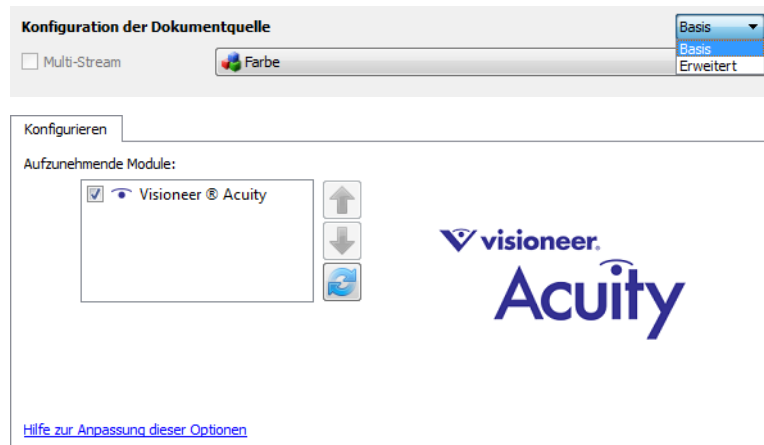 Konfiguration der Dokumentquelle
Basis
Basis
Erweitert
Multi-Stream
Farbe
Konfigurieren
Aufzunehmende Module:
Visioneer ® Acuity
visioneer.
Acuity
Hilfe zur Anpassung dieser Optionen